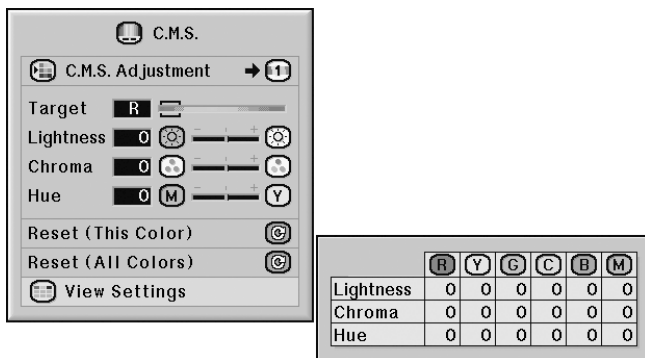 C.M.S.
C.M.S. Adjustment 1
Target R
Lightness 0 - +
Chroma 0 - +
Hue 0 M - + Y
Reset (This Color)
Reset (All Colors)
View Settings
R Y G C B M
Lightness 0 0 0 0 0 0
Chroma 0 0 0 0 0 0
Hue 0 0 0 0 0 0